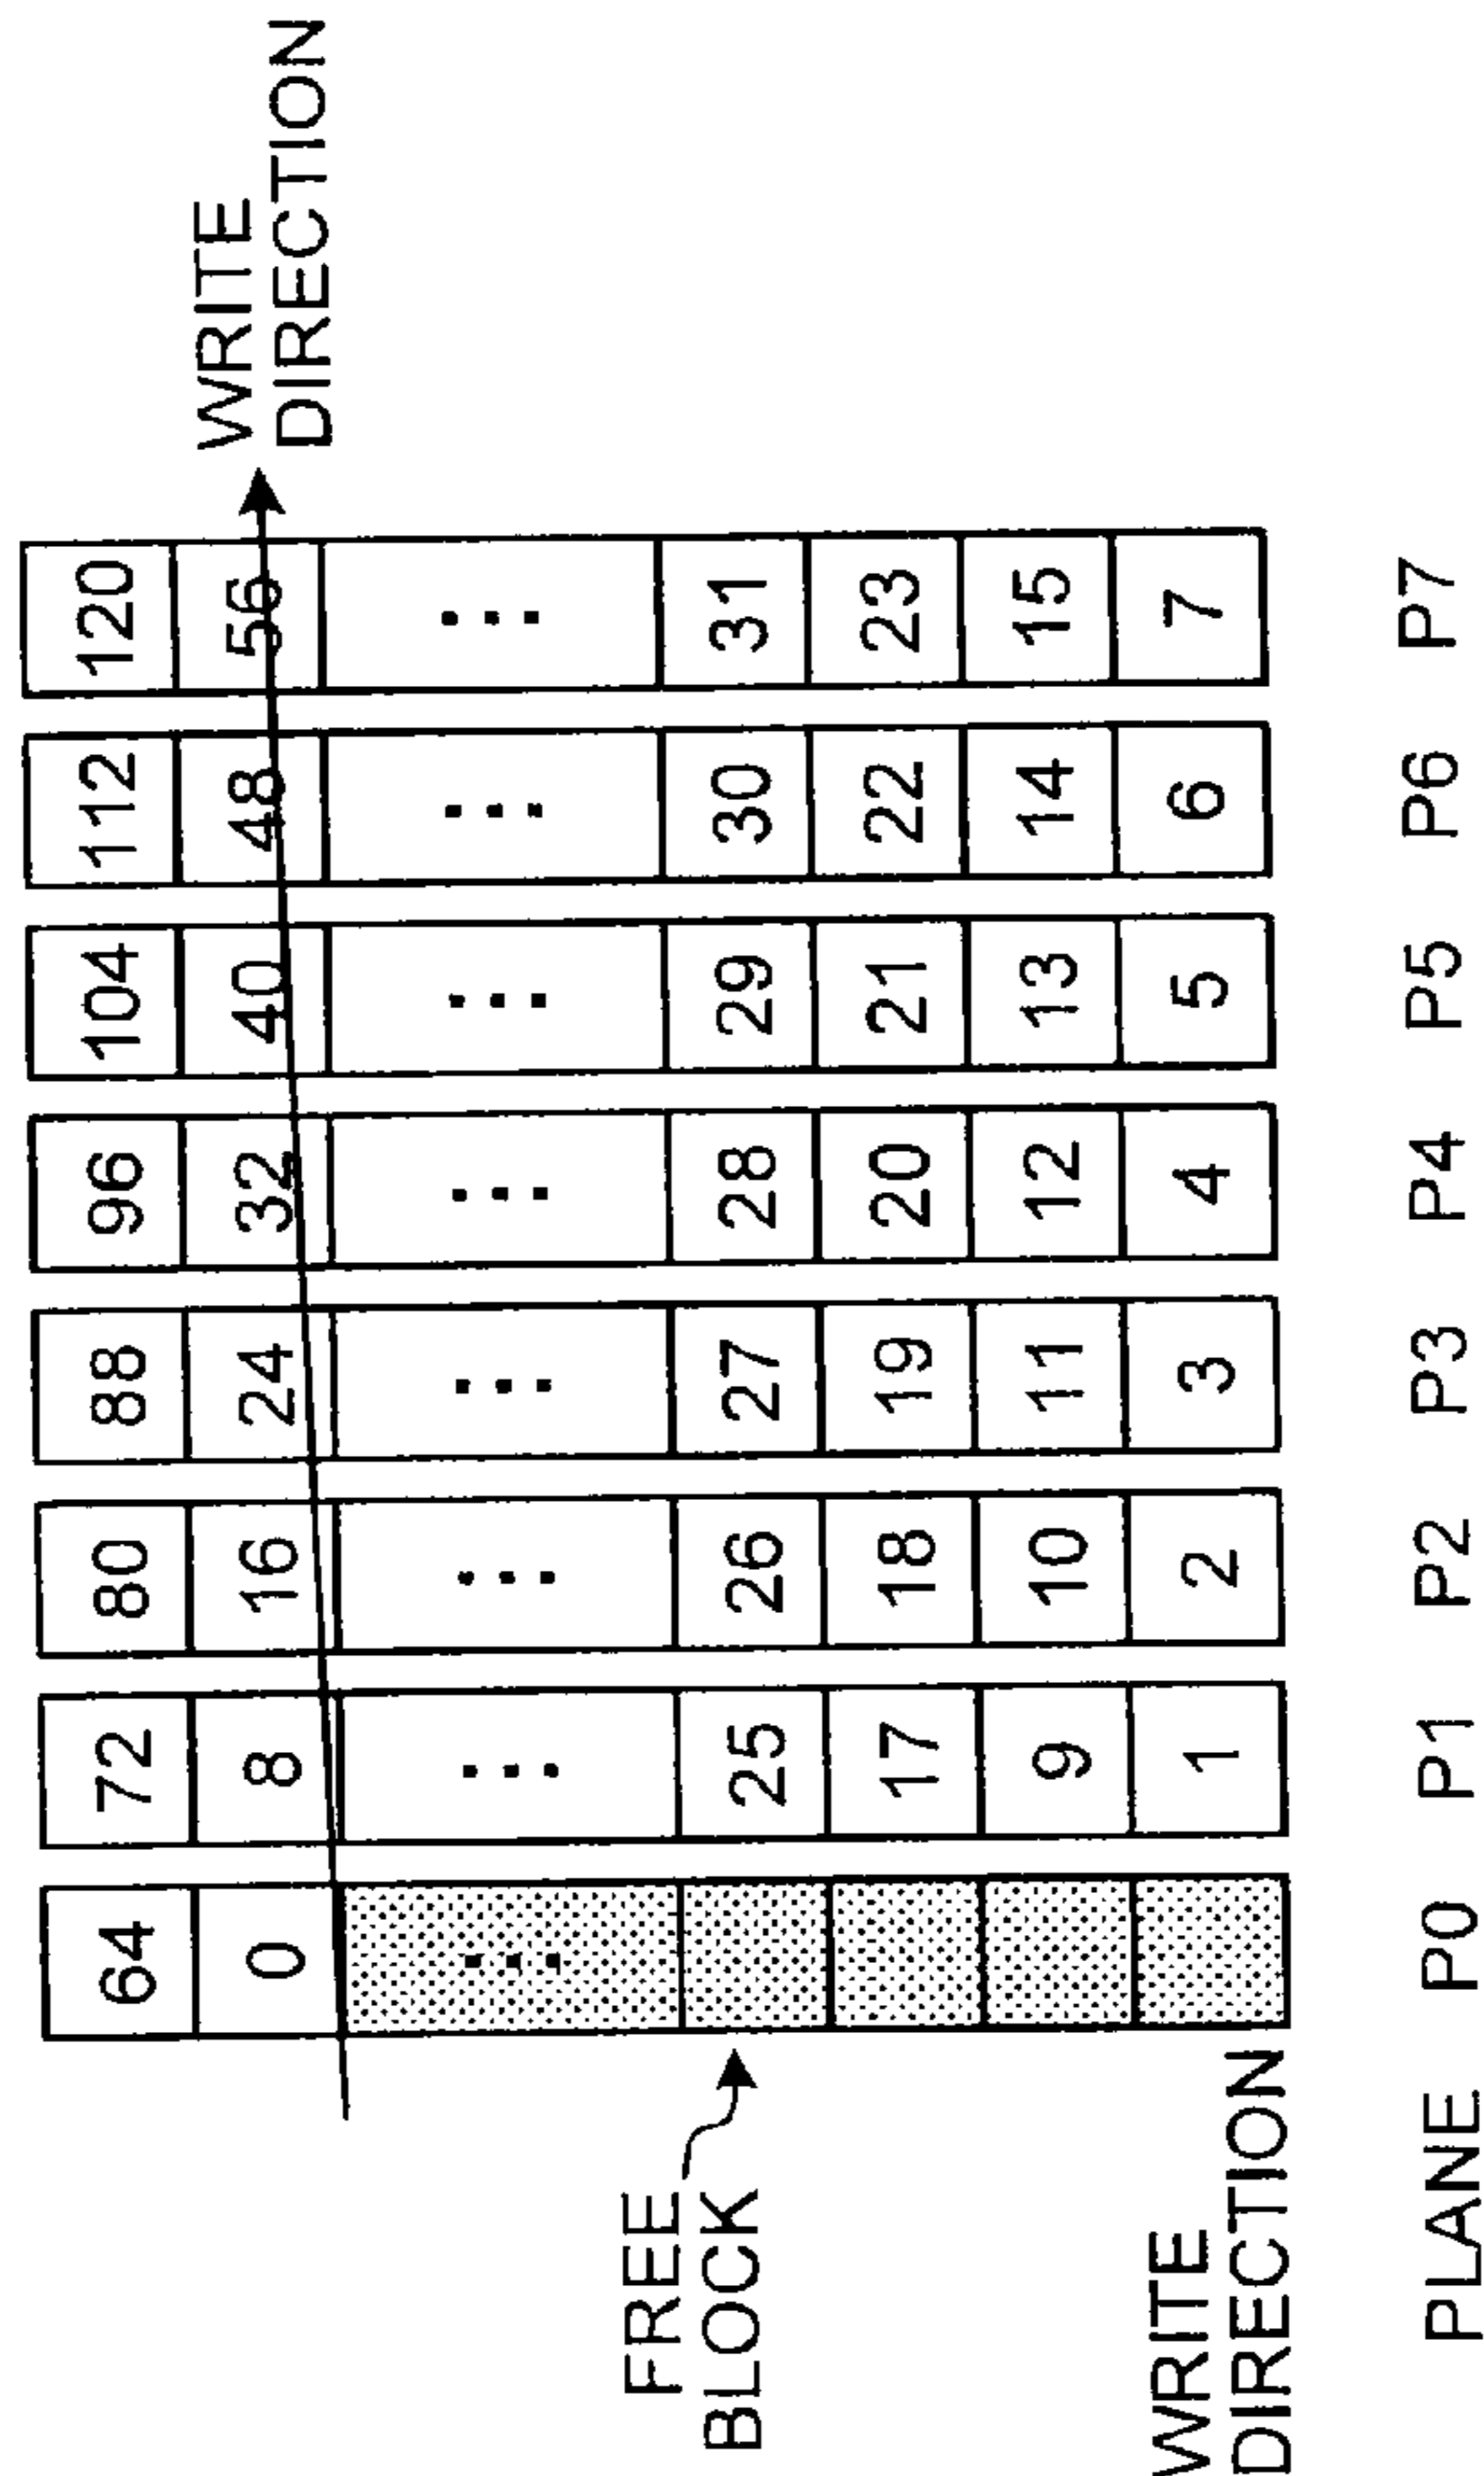 64 72 80 88 96 104 112 120
0 8 16 24 32 40 48 56
WRITE
DIRECTION
... ... ... ... ... ... ... ...
FREE
BLOCK
25 26 27 28 29 30 31
17 18 19 20 21 22 23
9 10 11 12 13 14 15
1 2 3 4 5 6 7
WRITE
DIRECTION
PLANE P0 P1 P2 P3 P4 P5 P6 P7